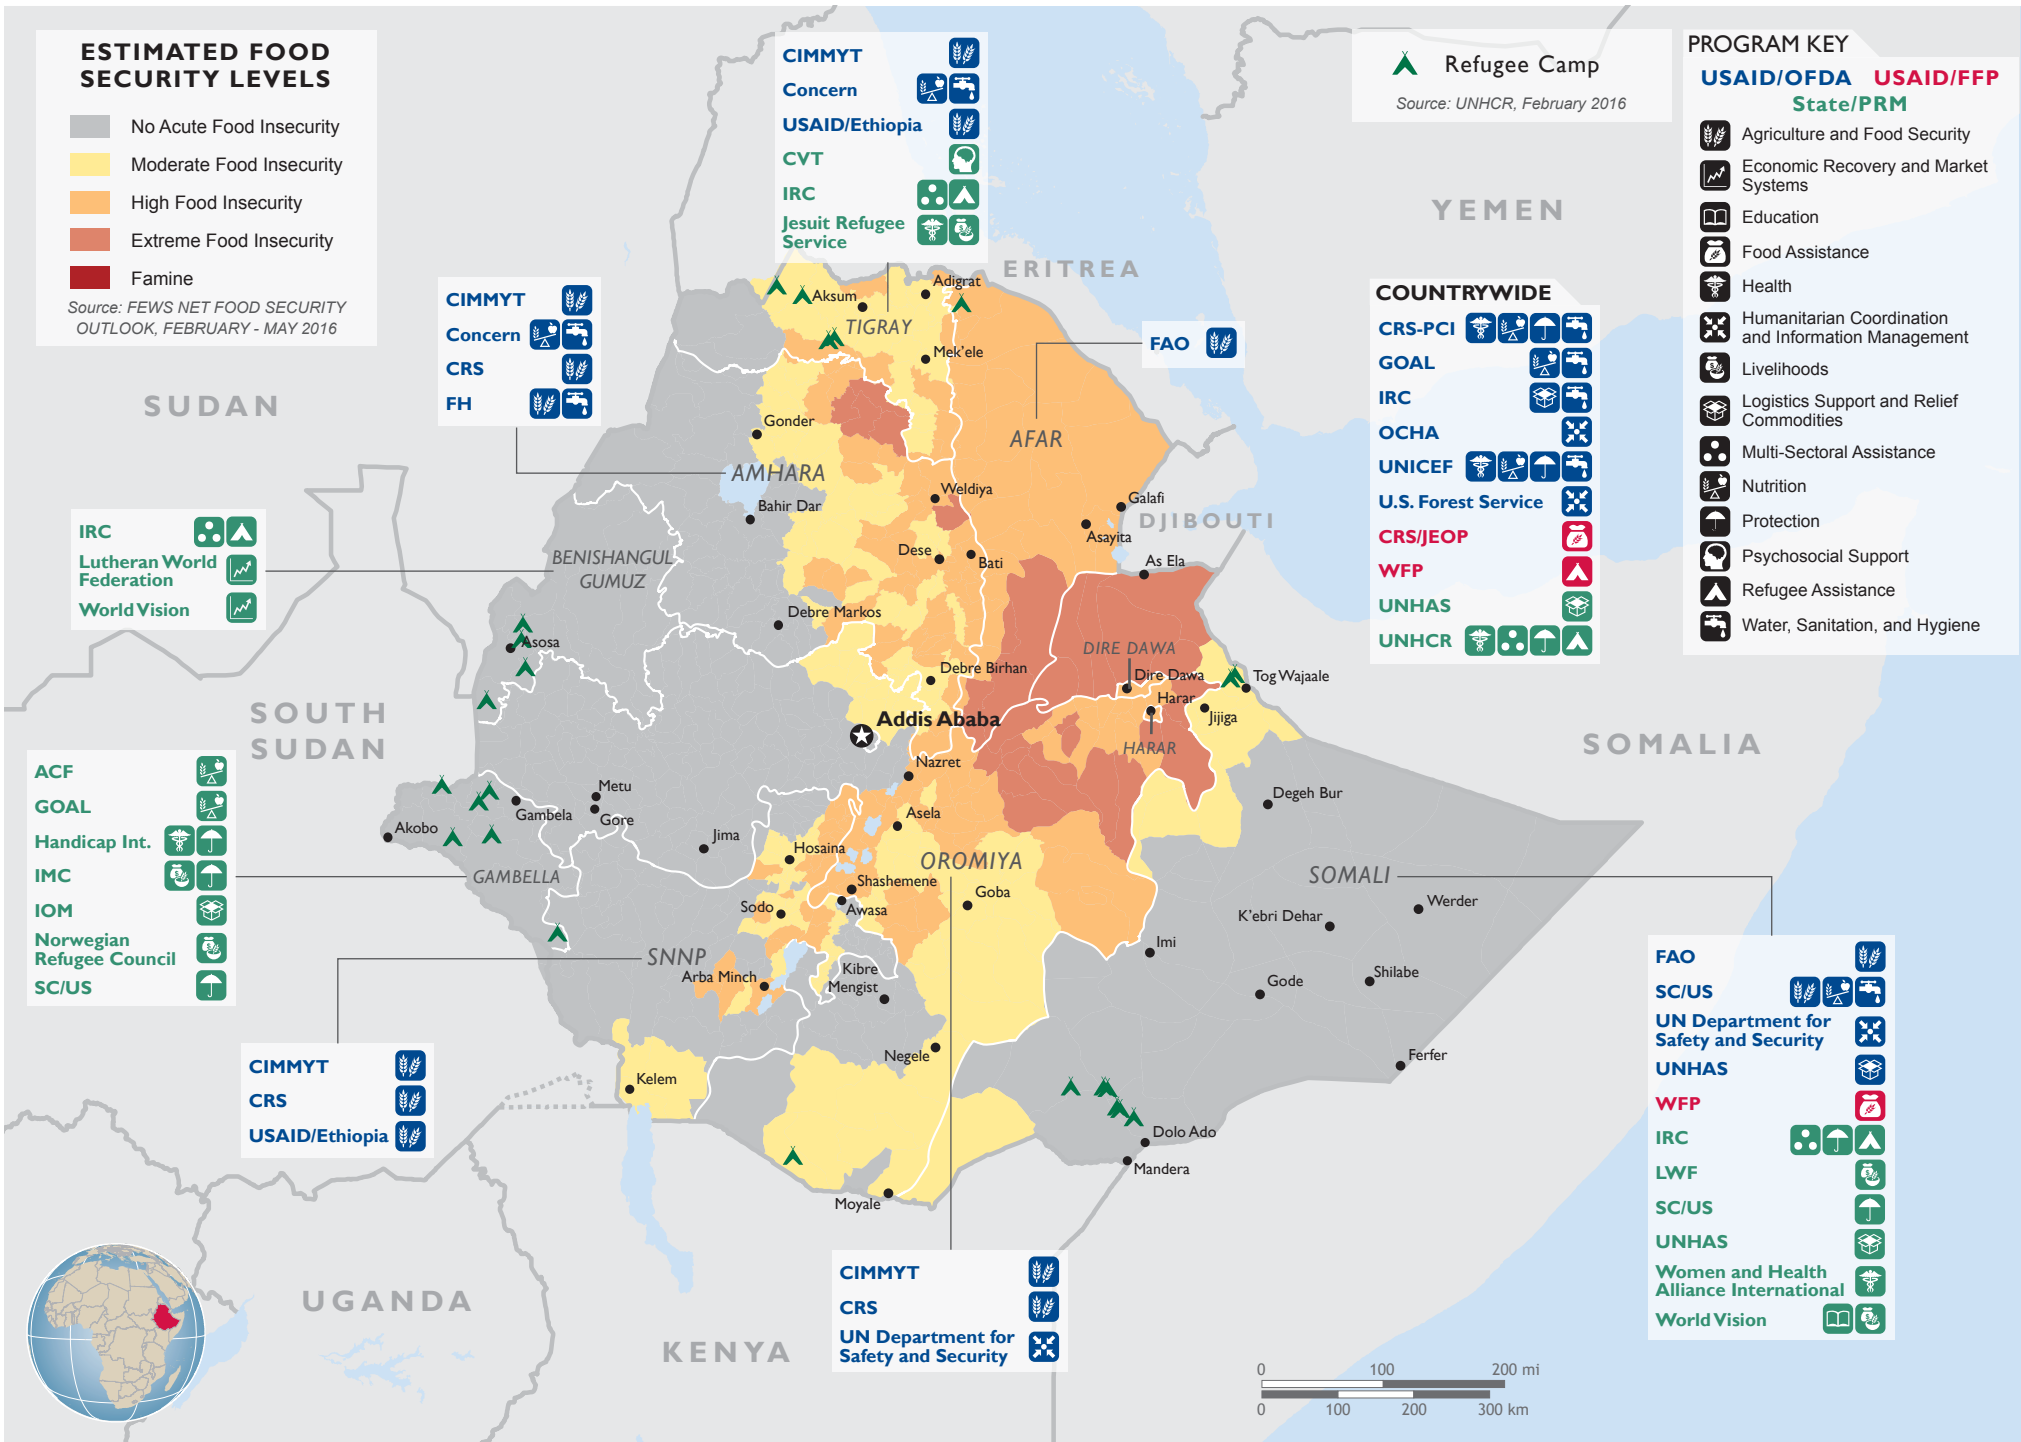 ESTIMATED FOOD
SECURITY LEVELS
No Acute Food Insecurity
Moderate Food Insecurity
High Food Insecurity
Extreme Food Insecurity
Famine
Source: FEWS NET FOOD SECURITY
OUTLOOK, FEBRUARY - MAY 2016
CIMMYT
Concern
USAID/Ethiopia
CVT
IRC
Jesuit Refugee
Service
Refugee Camp
Source: UNHCR, February 2016
PROGRAM KEY
USAID/OFDA USAID/FFP
State/PRM
Agriculture and Food Security
Economic Recovery and Market
Systems
Education
Food Assistance
Health
Humanitarian Coordination
and Information Management
Livelihoods
Logistics Support and Relief
Commodities
Multi-Sectoral Assistance
Nutrition
Protection
Psychosocial Support
Refugee Assistance
Water, Sanitation, and Hygiene
COUNTRYWIDE
CRS-PCI
GOAL
IRC
OCHA
UNICEF
U.S. Forest Service
CRS/JEOP
WFP
UNHAS
UNHCR
CIMMYT
Concern
CRS
FH
FAO
IRC
Lutheran World
Federation
World Vision
ACF
GOAL
Handicap Int.
IMC
IOM
Norwegian
Refugee Council
SC/US
CIMMYT
CRS
USAID/Ethiopia
CIMMYT
CRS
UN Department for
Safety and Security
FAO
SC/US
UN Department for
Safety and Security
UNHAS
WFP
IRC
LWF
SC/US
UNHAS
Women and Health
Alliance International
World Vision
YEMEN
ERITREA
SUDAN
DJIBOUTI
SOUTH
SUDAN
SOMALIA
UGANDA
KENYA
TIGRAY
AFAR
AMHARA
BENISHANGUL
GUMUZ
DIRE DAWA
HARAR
OROMIYA
SOMALI
GAMBELLA
SNNP
Adigrat
Aksum
Mek'ele
Gonder
Weldiya
Bahir Dar
Galafi
Asayita
Dese
Bati
As Ela
Debre Markos
Asosa
Debre Birhan
Dire Dawa
Tog Wajaale
Harar
Jijiga
Addis Ababa
Nazret
Metu
Gore
Gambela
Akobo
Jima
Asela
Degeh Bur
Hosaina
Shashemene
Goba
Sodo
Awasa
Werder
K'ebri Dehar
Imi
Kibre
Mengist
Arba Minch
Gode
Shilabe
Negele
Ferfer
Kelem
Dolo Ado
Mandera
Moyale
0 100 200 mi
0 100 200 300 km